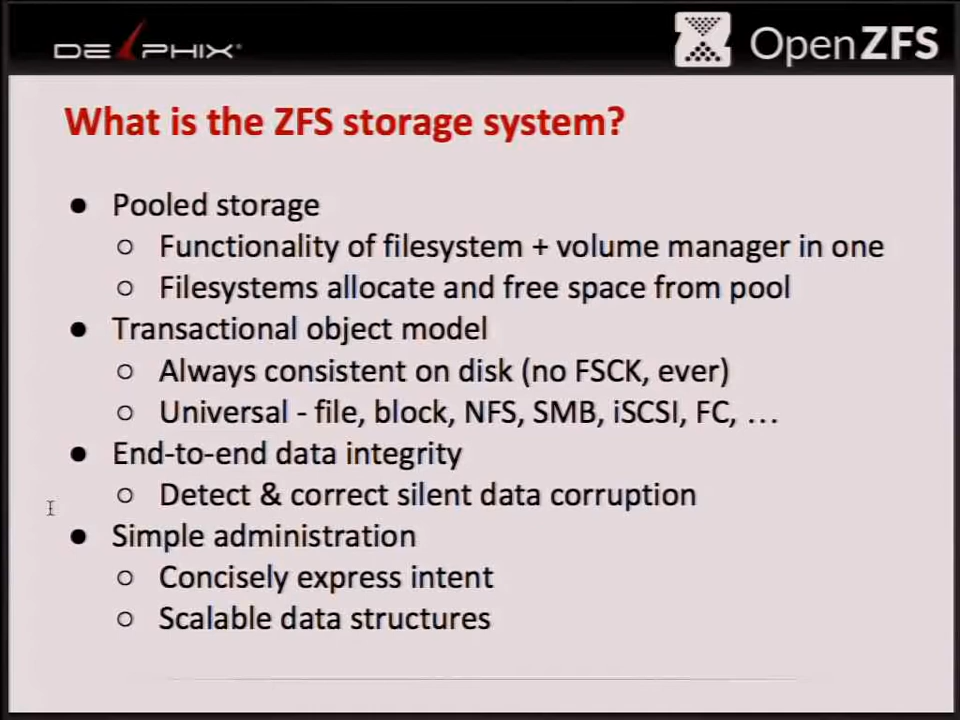 DELPHIX
OpenZFS
What is the ZFS storage system?
● Pooled storage
○ Functionality of filesystem + volume manager in one
○ Filesystems allocate and free space from pool
● Transactional object model
○ Always consistent on disk (no FSCK, ever)
○ Universal - file, block, NFS, SMB, iSCSI, FC, …
● End-to-end data integrity
○ Detect & correct silent data corruption
● Simple administration
○ Concisely express intent
○ Scalable data structures